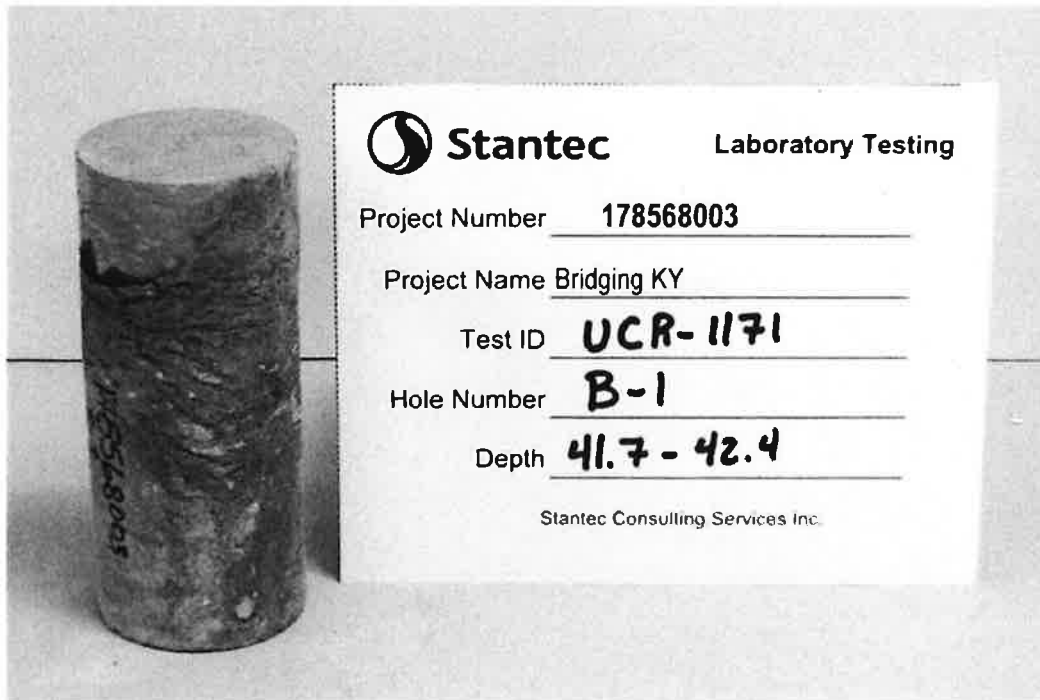 Stantec Laboratory Testing
Project Number 178568003
Project Name Bridging KY
Test ID UCR-1171
Hole Number B-1
Depth 41.7 - 42.4
Stantec Consulting Services Inc.